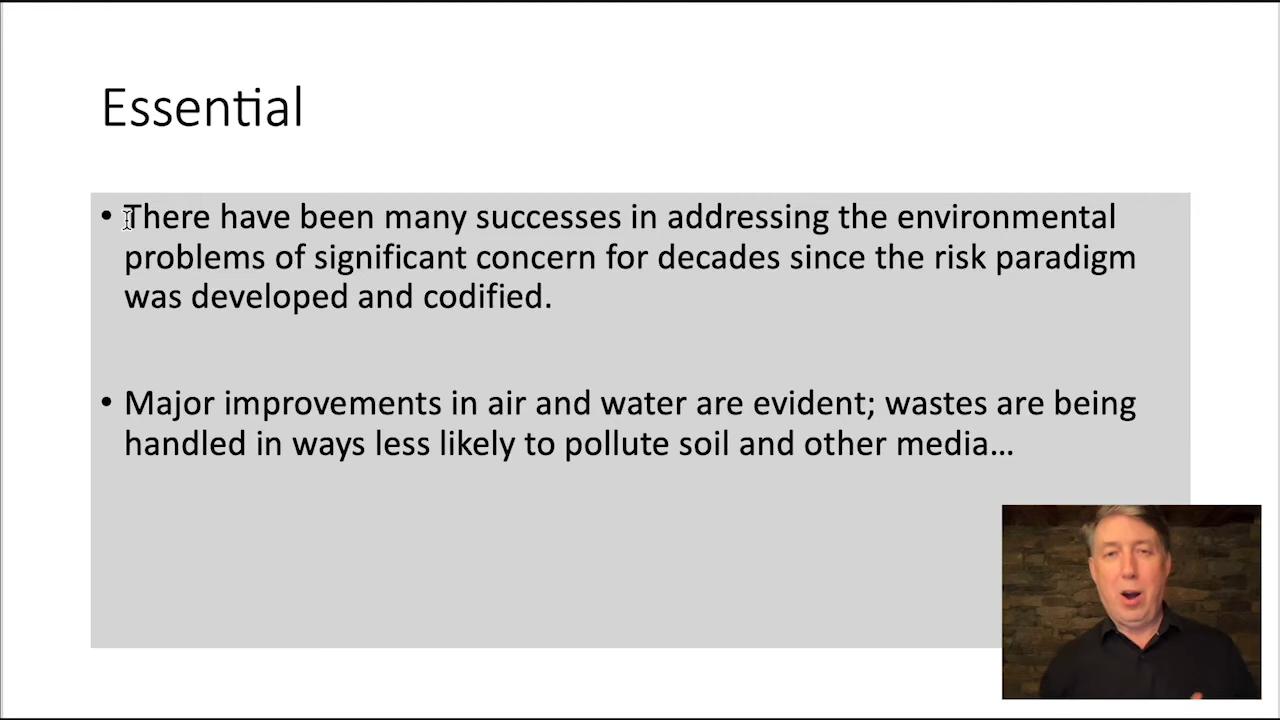 Essential
• There have been many successes in addressing the environmental
problems of significant concern for decades since the risk paradigm
was developed and codified.
• Major improvements in air and water are evident; wastes are being
handled in ways less likely to pollute soil and other media…